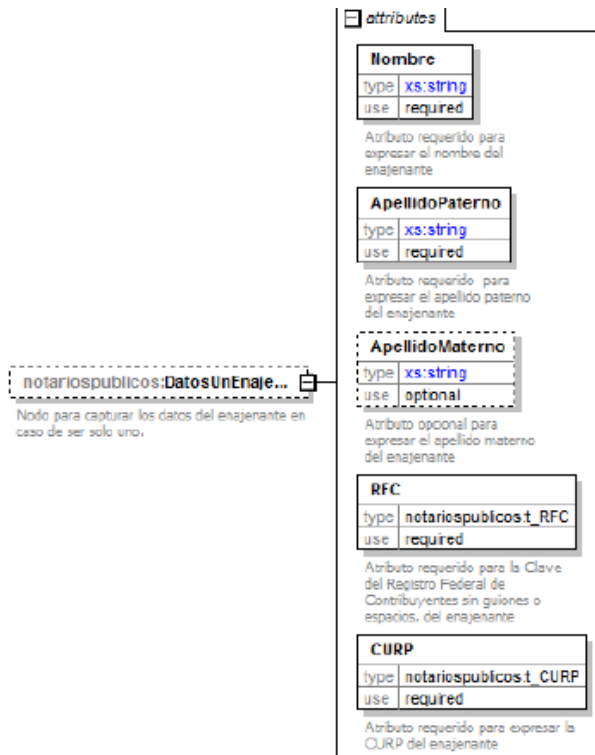 attributes
Nombre
type xs:string
use required
Atributo requerido para
expresar el nombre del
enajenante
ApellidoPaterno
type xs:string
use required
Atributo requerido para
expresar el apellido paterno
del enajenante
ApellidoMaterno
type xs:string
use optional
Atributo opcional para
expresar el apellido materno
del enajenante
notariospublicos:DatosUnEnaje...
Nodo para capturar los datos del enajenante en
caso de ser solo uno.
RFC
type notariospublicos:t_RFC
use required
Atributo requerido para la Clave
del Registro Federal de
Contribuyentes sin guiones o
espacios, del enajenante
CURP
type notariospublicos:t_CURP
use required
Atributo requerido para expresar la
CURP del enajenante